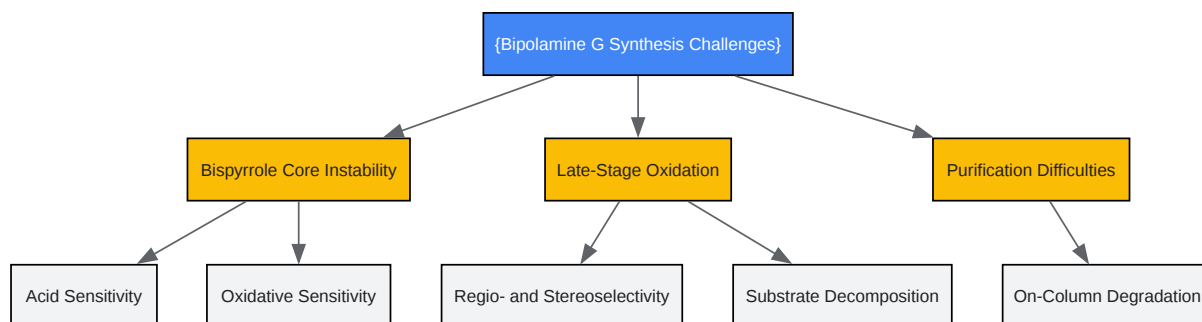 {Bipolamine G Synthesis Challenges}
Bispyrrole Core Instability
Late-Stage Oxidation
Purification Difficulties
Acid Sensitivity
Oxidative Sensitivity
Regio- and Stereoselectivity
Substrate Decomposition
On-Column Degradation